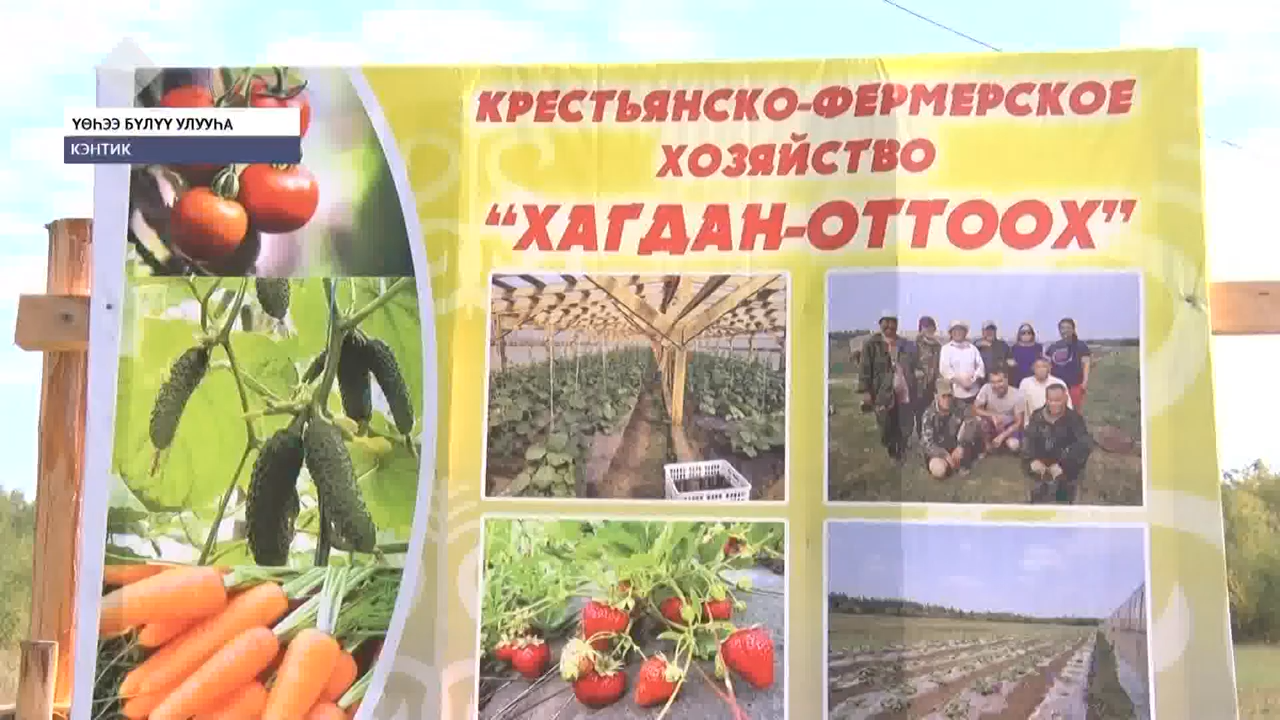 ҮӨҺЭЭ БҮЛҮҮ УЛУУҺА
КЭНТИК
КРЕСТЬЯНСКО-ФЕРМЕРСКОЕ
ХОЗЯЙСТВО
“ХАГДАН-ОТТООХ”